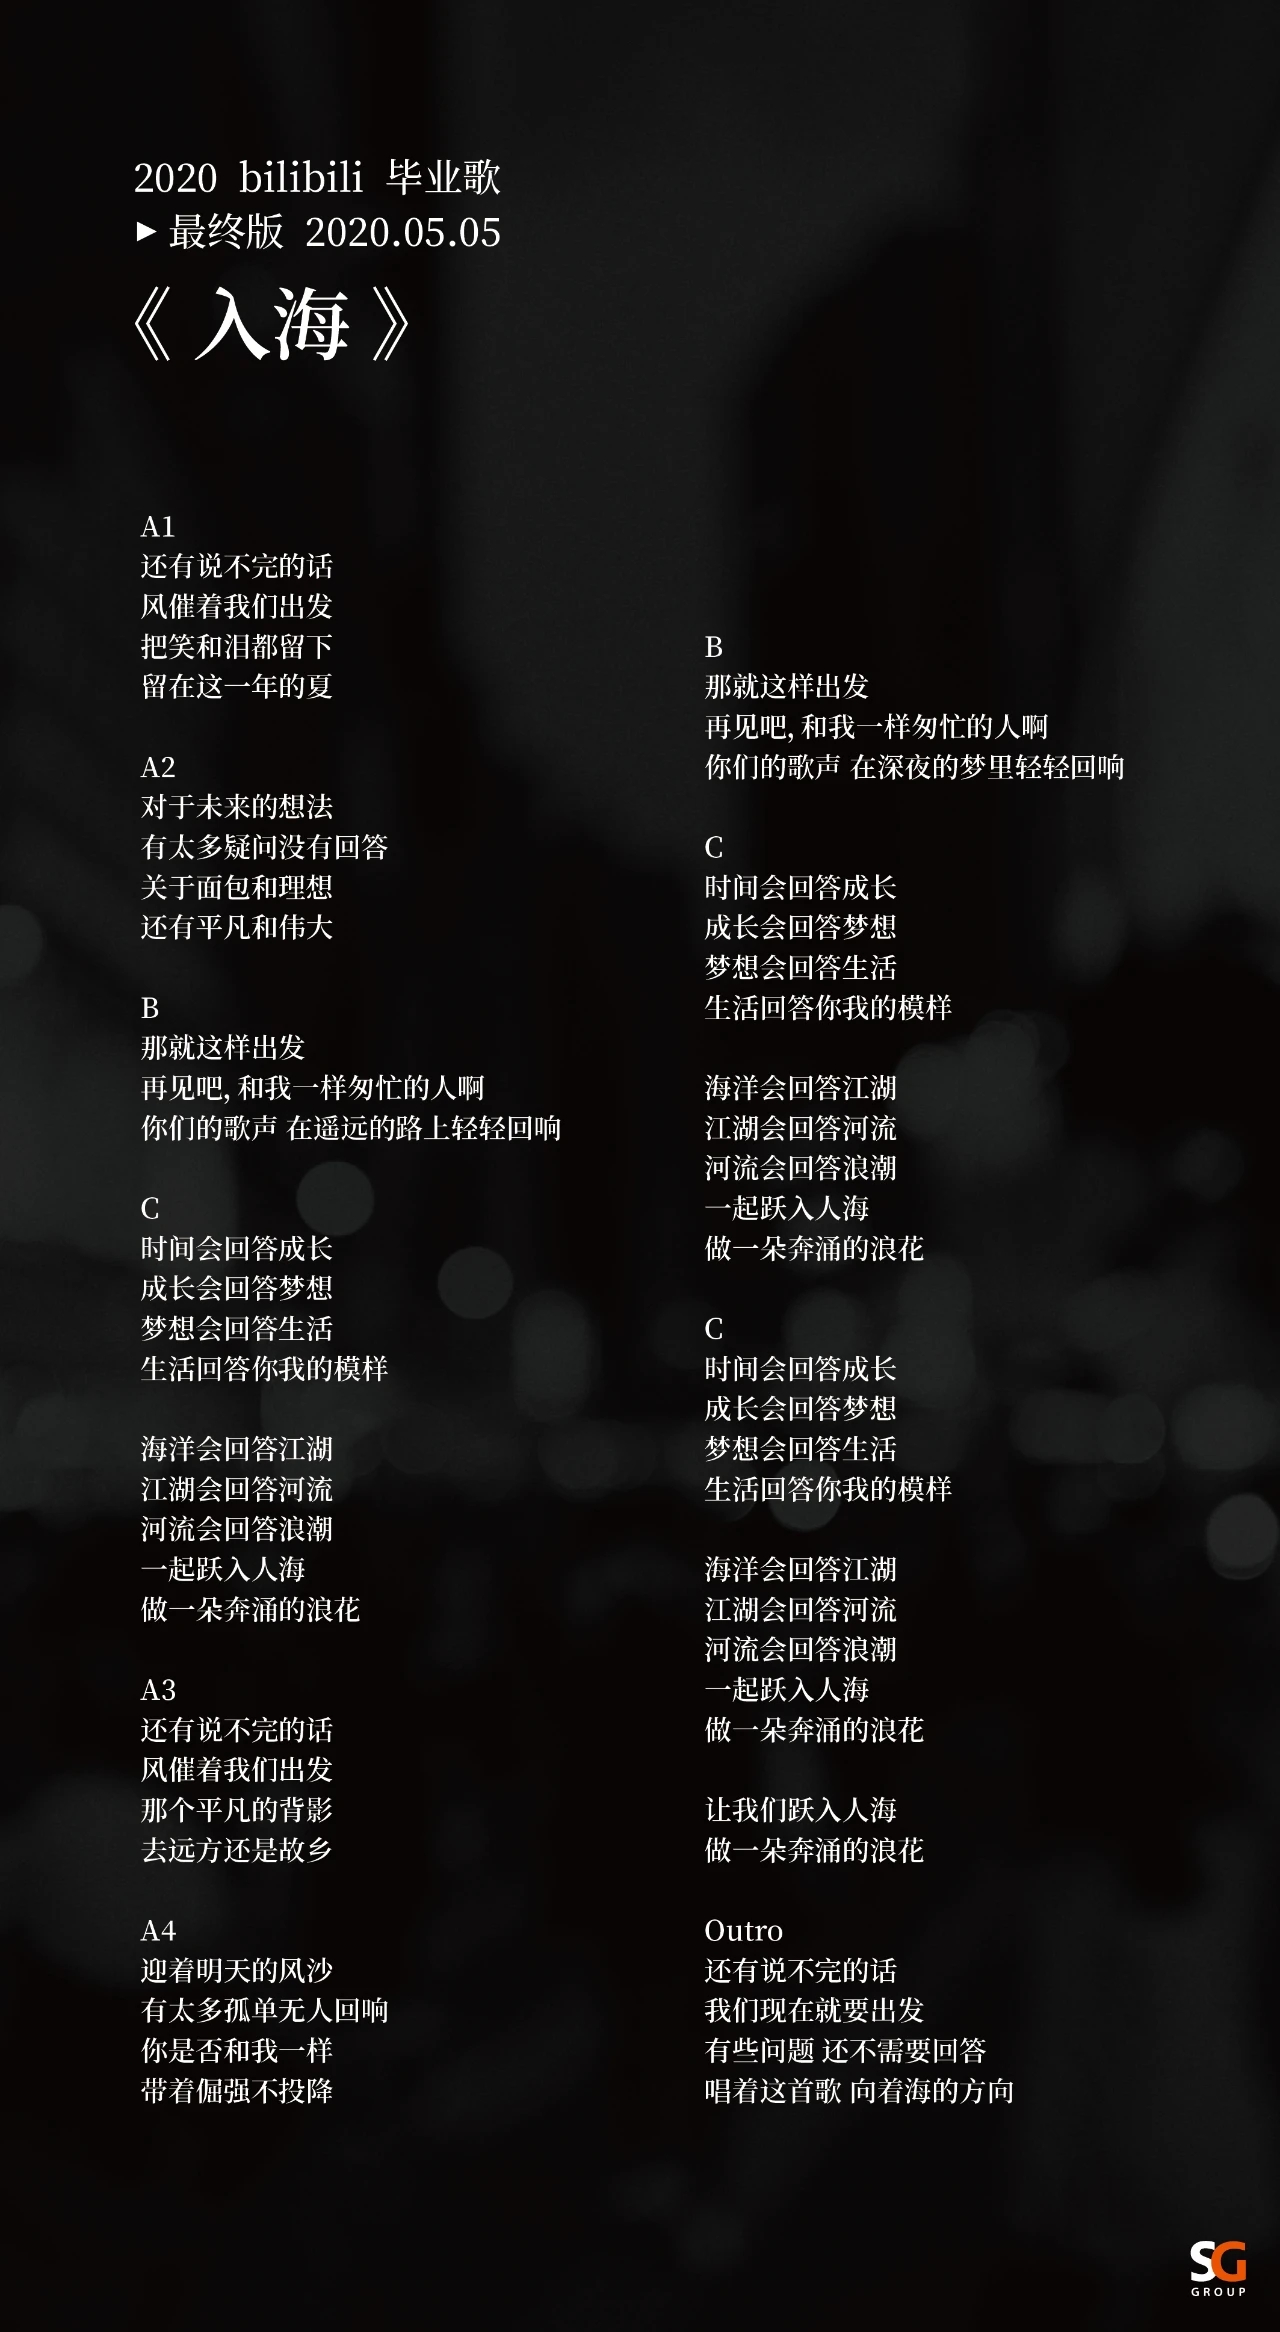 2020 bilibili 毕业歌
▶最终版 2020.05.05
《 入海 》
A1
还有说不完的话
风催着我们出发
把笑和泪都留下
留在这一年的夏
A2
对于未来的想法
有太多疑问没有回答
关于面包和理想
还有平凡和伟大
B
那就这样出发
再见吧, 和我一样匆忙的人啊
你们的歌声 在遥远的路上轻轻回响
C
时间会回答成长
成长会回答梦想
梦想会回答生活
生活回答你我的模样
海洋会回答江湖
江湖会回答河流
河流会回答浪潮
一起跃入人海
做一朵奔涌的浪花
A3
还有说不完的话
风催着我们出发
那个平凡的背影
去远方还是故乡
A4
迎着明天的风沙
有太多孤单无人回响
你是否和我一样
带着倔强不投降
B
那就这样出发
再见吧, 和我一样匆忙的人啊
你们的歌声 在深夜的梦里轻轻回响
C
时间会回答成长
成长会回答梦想
梦想会回答生活
生活回答你我的模样
海洋会回答江湖
江湖会回答河流
河流会回答浪潮
一起跃入人海
做一朵奔涌的浪花
C
时间会回答成长
成长会回答梦想
梦想会回答生活
生活回答你我的模样
海洋会回答江湖
江湖会回答河流
河流会回答浪潮
一起跃入人海
做一朵奔涌的浪花
让我们跃入人海
做一朵奔涌的浪花
Outro
还有说不完的话
我们现在就要出发
有些问题 还不需要回答
唱着这首歌 向着海的方向
SG
GROUP